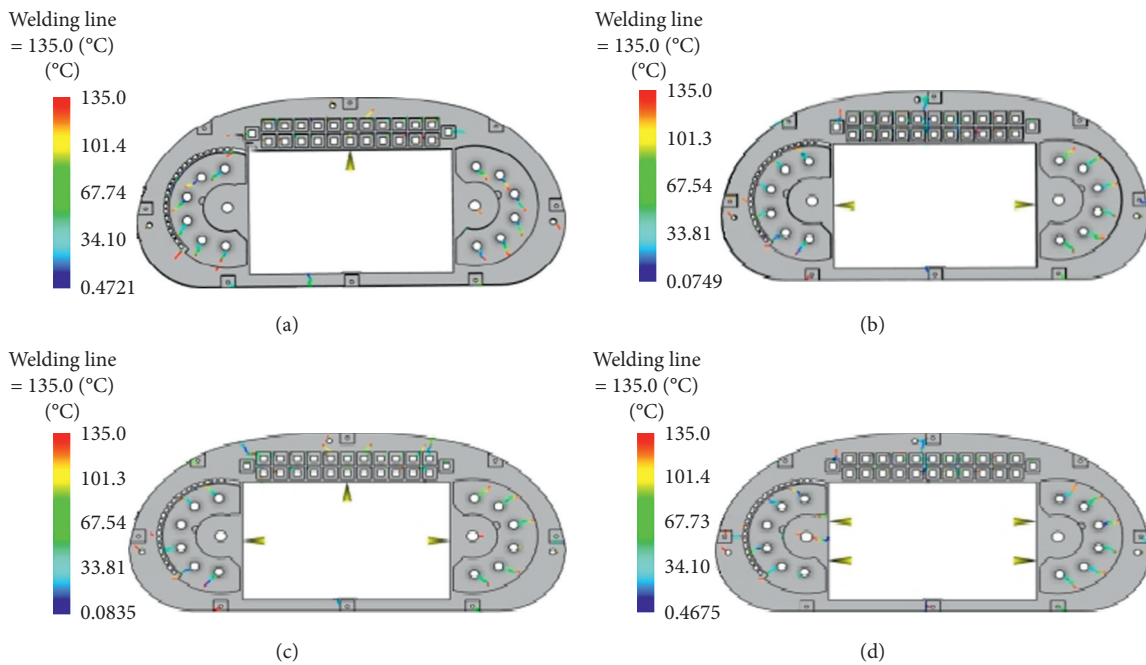 Welding line
= 135.0 (°C)
(°C)
135.0
101.4
67.74
34.10
0.4721
(a)
Welding line
= 135.0 (°C)
(°C)
135.0
101.3
67.54
33.81
0.0749
(b)
Welding line
= 135.0 (°C)
(°C)
135.0
101.3
67.54
33.81
0.0835
(c)
Welding line
= 135.0 (°C)
(°C)
135.0
101.4
67.73
34.10
0.4675
(d)